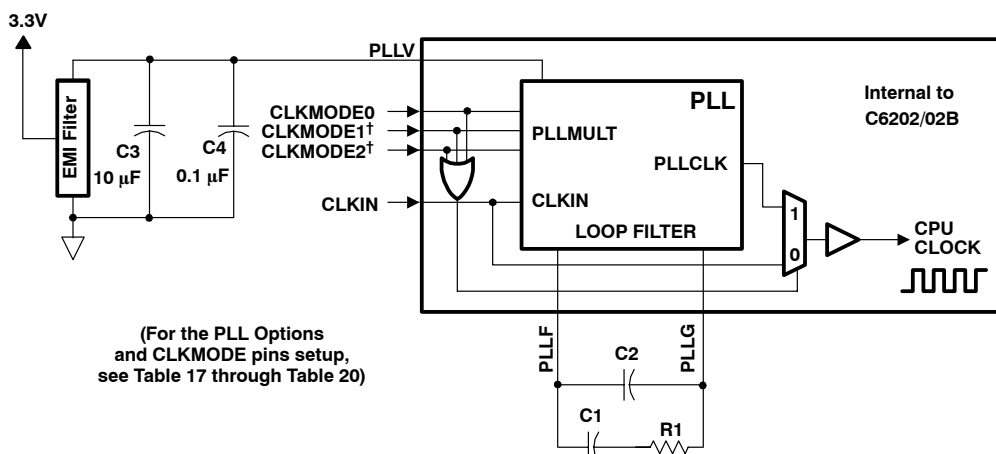 3.3V
PLLV
EMI Filter
C3
10 µF
C4
0.1 µF
CLKMODE0
CLKMODE1†
CLKMODE2†
CLKIN
PLL
PLLMULT
PLLCLK
CLKIN
LOOP FILTER
Internal to
C6202/02B
1
0
CPU
CLOCK
(For the PLL Options
and CLKMODE pins setup,
see Table 17 through Table 20)
PLLF
PLLG
C2
C1
R1